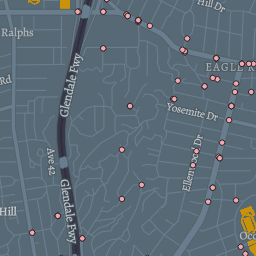 Hill Dr
Ralphs
Glendale Fwy
EAGLE R
Rd
Yosemite Dr
Ave 42
Ellenwood Dr
Glendale Fwy
Hill
Occ